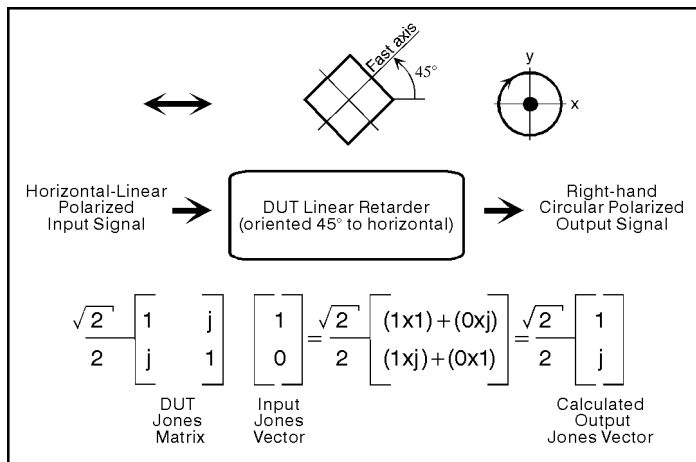 Fast axis
45°
y
x
Horizontal-Linear
Polarized
Input Signal
DUT Linear Retarder
(oriented 45° to horizontal)
Right-hand
Circular Polarized
Output Signal
√2/2 [1 j; j 1] [1; 0] = √2/2 [(1x1)+(0xj); (1xj)+(0x1)] = √2/2 [1; j]
DUT
Jones
Matrix
Input
Jones
Vector
Calculated
Output
Jones Vector